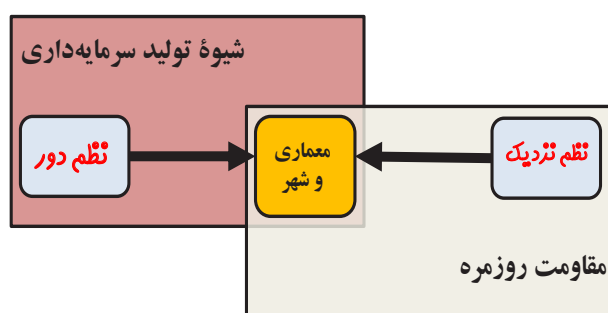 شیوهٔ تولید سرمایه‌داری
نظم نزدیک
معماری
و شهر
نظم دور
مقاومت روزمره